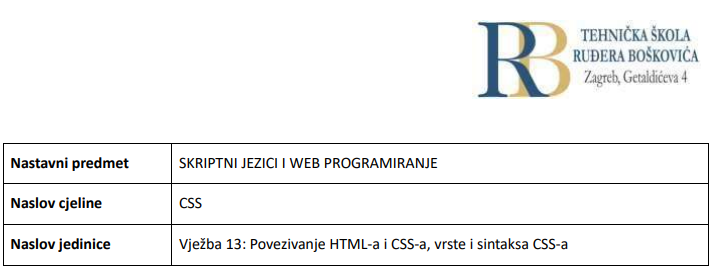 RB
TEHNIČKA ŠKOLA
RUĐERA BOŠKOVIĆA
Zagreb, Getaldićeva 4
Nastavni predmet SKRIPTNI JEZICI I WEB PROGRAMIRANJE
Naslov cjeline CSS
Naslov jedinice Vježba 13: Povezivanje HTML-a i CSS-a, vrste i sintaksa CSS-a